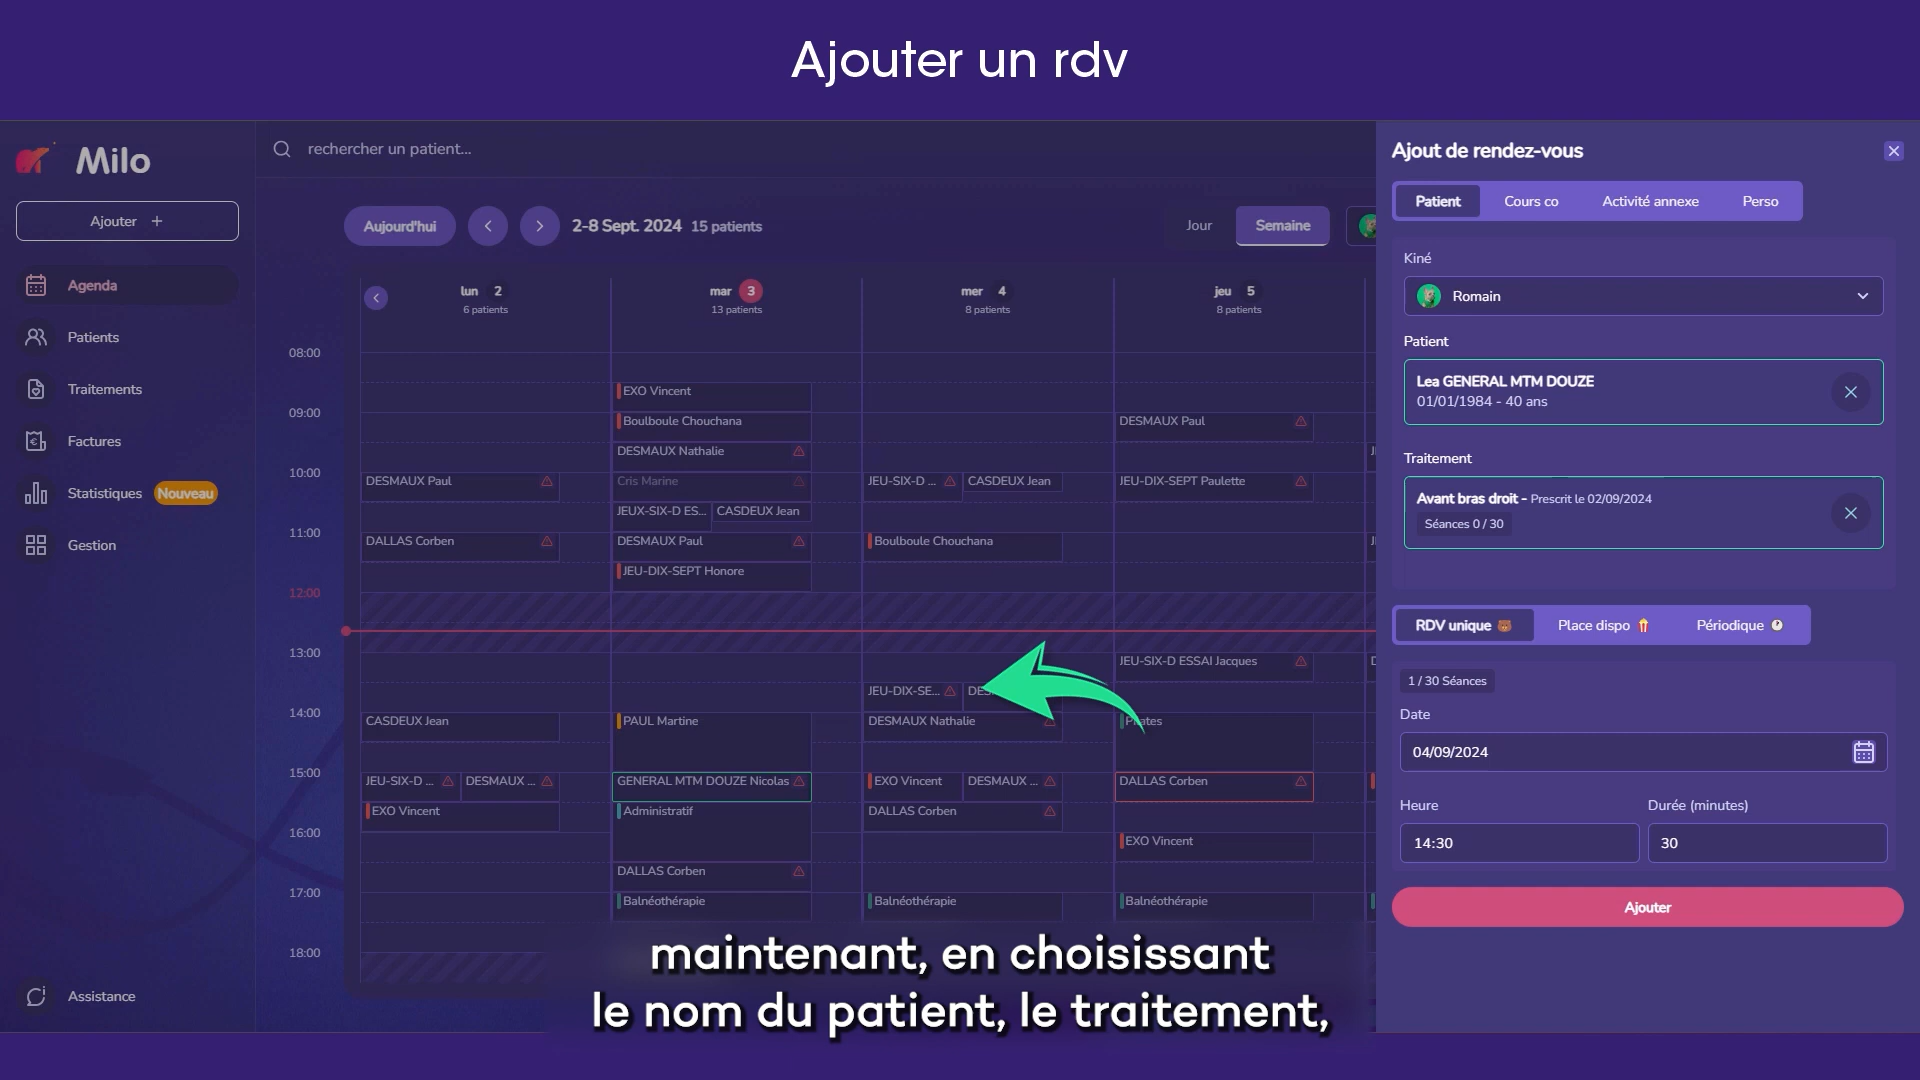 Ajouter un rdv
Milo
rechercher un patient...
Ajouter +
Agenda
Patients
Traitements
Factures
Statistiques Nouveau
Gestion
Assistance
Aujourd'hui
2-8 Sept. 2024 15 patients
Jour
Semaine
lun 2
6 patients
mar 3
13 patients
mer 4
8 patients
jeu 5
8 patients
08:00
09:00
10:00
11:00
12:00
13:00
14:00
15:00
16:00
17:00
18:00
DESMAUX Paul
DALLAS Corben
CASDEUX Jean
JEU-SIX-D ...
DESMAUX ...
EXO Vincent
EXO Vincent
Boulboule Chouchana
DESMAUX Nathalie
Cris Marine
JEUX-SIX-D ES...
CASDEUX Jean
DESMAUX Paul
JEU-DIX-SEPT Honore
PAUL Martine
GENERAL MTM DOUZE Nicolas
Administratif
DALLAS Corben
Balnéothérapie
JEU-SIX-D ...
CASDEUX Jean
Boulboule Chouchana
JEU-DIX-SE...
DESMAUX Nathalie
EXO Vincent
DESMAUX ...
DALLAS Corben
Balnéothérapie
DESMAUX Paul
JEU-DIX-SEPT Paulette
JEU-SIX-D ESSAI Jacques
Pilates
DALLAS Corben
EXO Vincent
Balnéothérapie
Ajout de rendez-vous
Patient
Cours co
Activité annexe
Perso
Kiné
Romain
Patient
Lea GENERAL MTM DOUZE
01/01/1984 - 40 ans
Traitement
Avant bras droit - Prescrit le 02/09/2024
Séances 0 / 30
RDV unique
Place dispo
Périodique
1 / 30 Séances
Date
04/09/2024
Heure
Durée (minutes)
14:30
30
Ajouter
maintenant, en choisissant
le nom du patient, le traitement,